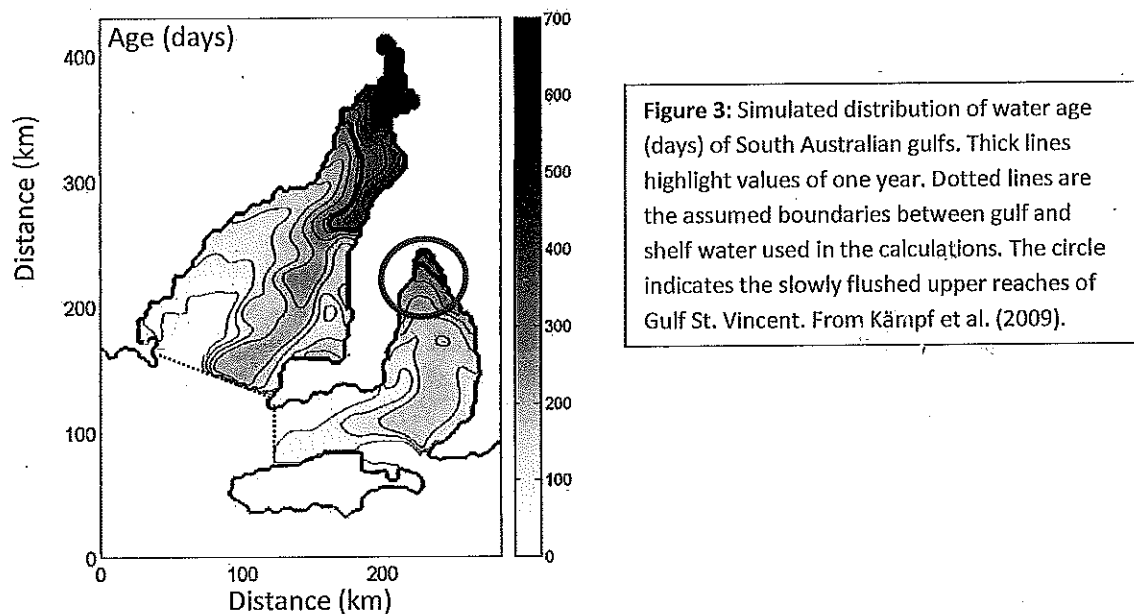 Age (days)
400
300
200
100
0
0
100
200
Distance (km)
Distance (km)
700
600
500
400
300
200
100
0
Figure 3: Simulated distribution of water age
(days) of South Australian gulfs. Thick lines
highlight values of one year. Dotted lines are
the assumed boundaries between gulf and
shelf water used in the calculations. The circle
indicates the slowly flushed upper reaches of
Gulf St. Vincent. From Kämpf et al. (2009).